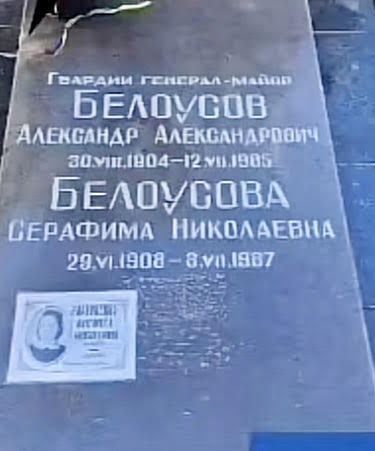 Гвардии генерал-майор
БЕЛОУСОВ
АЛЕКСАНДР АЛЕКСАНДРОВИЧ
30.VIII.1904—12.VII.1985
БЕЛОУСОВА
СЕРАФИМА НИКОЛАЕВНА
29.VI.1908 — 8.VII.1987